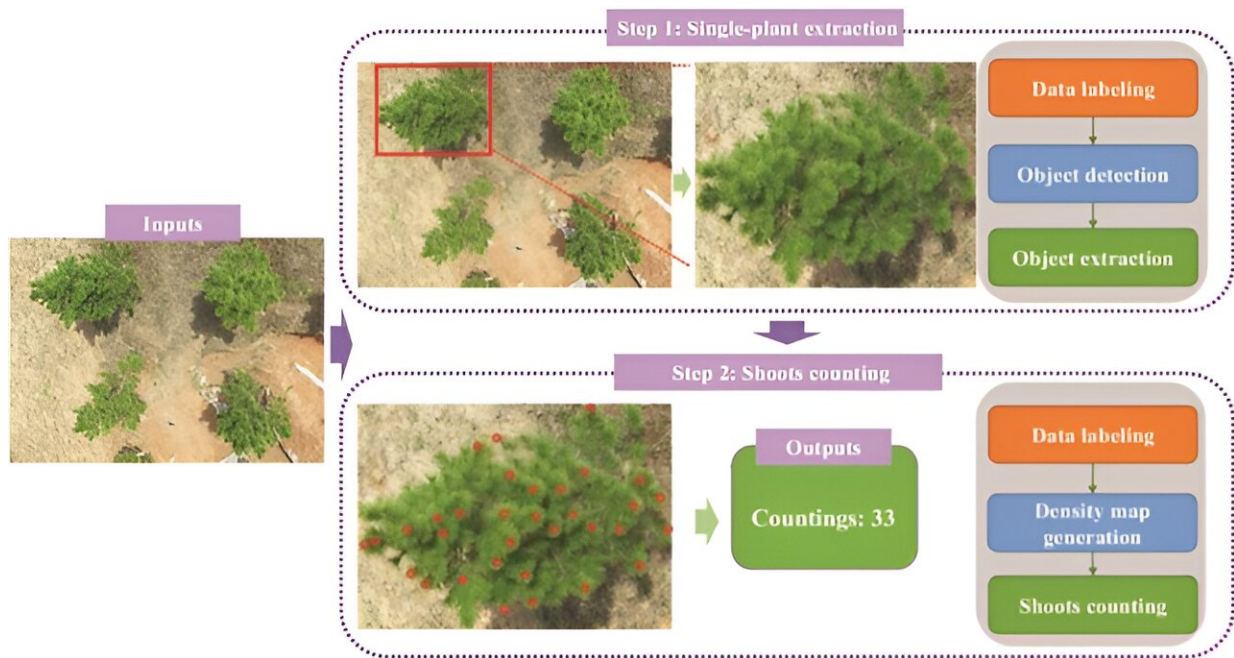 Inputs
Step 1: Single-plant extraction
Data labeling
Object detection
Object extraction
Step 2: Shoots counting
Outputs
Countings: 33
Data labeling
Density map
generation
Shoots counting